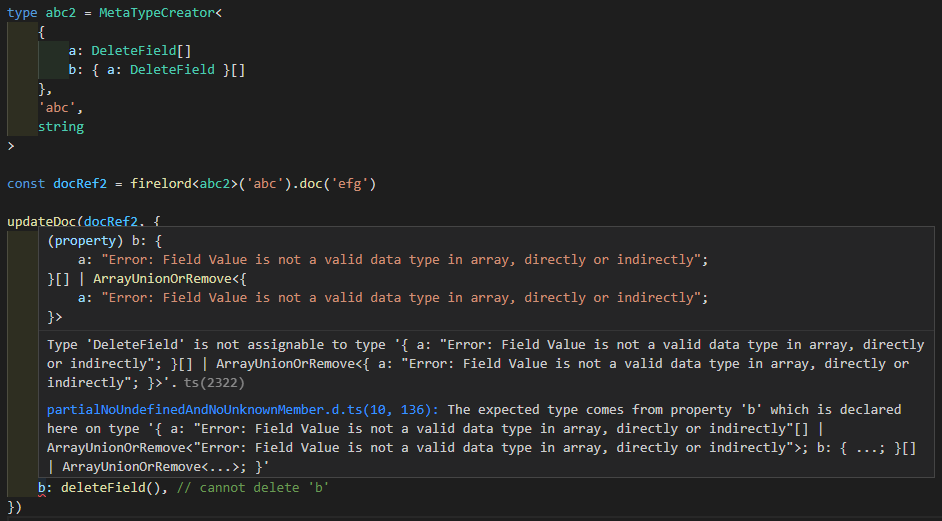 type abc2 = MetaTypeCreator<
{
a: DeleteField[]
b: { a: DeleteField }[]
},
'abc',
string
>
const docRef2 = firelord<abc2>('abc').doc('efg')
updateDoc(docRef2, {
(property) b: {
a: "Error: Field Value is not a valid data type in array, directly or indirectly";
}[] | ArrayUnionOrRemove<{
a: "Error: Field Value is not a valid data type in array, directly or indirectly";
}>
Type 'DeleteField' is not assignable to type '{ a: "Error: Field Value is not a valid data type in array, directly
or indirectly"; }[] | ArrayUnionOrRemove<{ a: "Error: Field Value is not a valid data type in array, directly or
indirectly"; }>'. ts(2322)
partialNoUndefinedAndNoUnknownMember.d.ts(10, 136): The expected type comes from property 'b' which is declared
here on type '{ a: "Error: Field Value is not a valid data type in array, directly or indirectly"[] |
ArrayUnionOrRemove<"Error: Field Value is not a valid data type in array, directly or indirectly">; b: { ...; }[]
| ArrayUnionOrRemove<...>; }'
b: deleteField(), // cannot delete 'b'
})